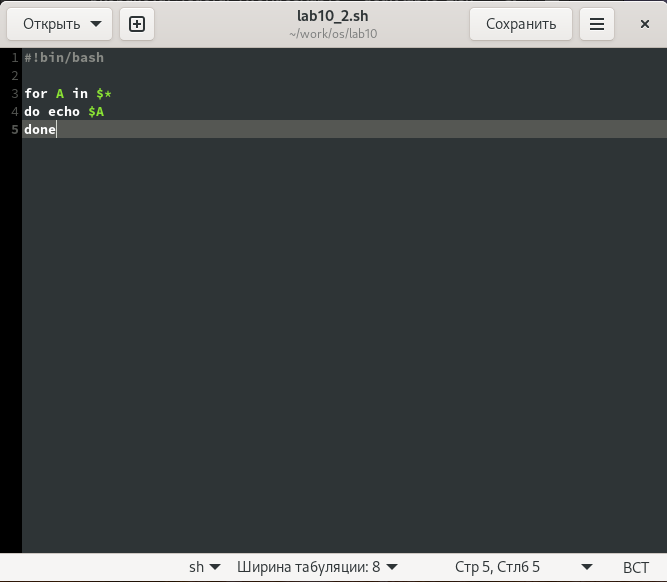 Открыть
lab10_2.sh
~/work/os/lab10
Сохранить
1 #!bin/bash
2
3 for A in $*
4 do echo $A
5 done
sh
Ширина табуляции: 8
Стр 5, Стлб 5
ВСТ